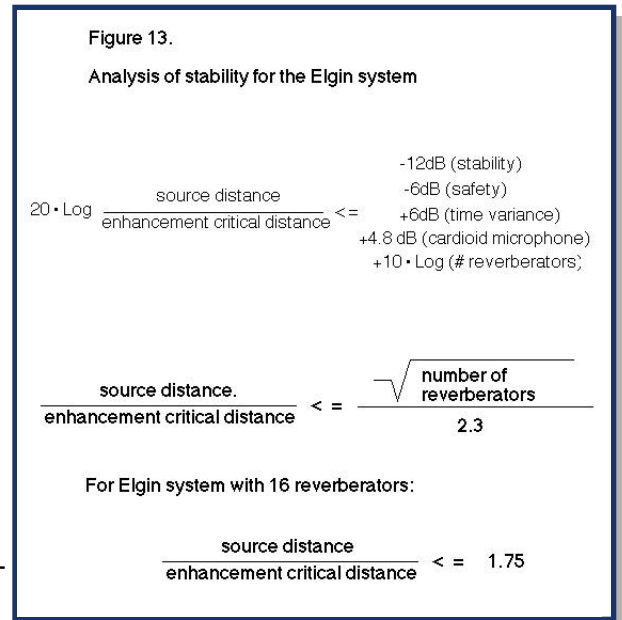 Figure 13.
Analysis of stability for the Elgin system
-12dB (stability)
-6dB (safety)
20 • Log source distance / enhancement critical distance <= +6dB (time variance)
+4.8 dB (cardioid microphone)
+10 • Log (# reverberators)
source distance. / enhancement critical distance < = √ number of reverberators / 2.3
For Elgin system with 16 reverberators:
source distance / enhancement critical distance < = 1.75